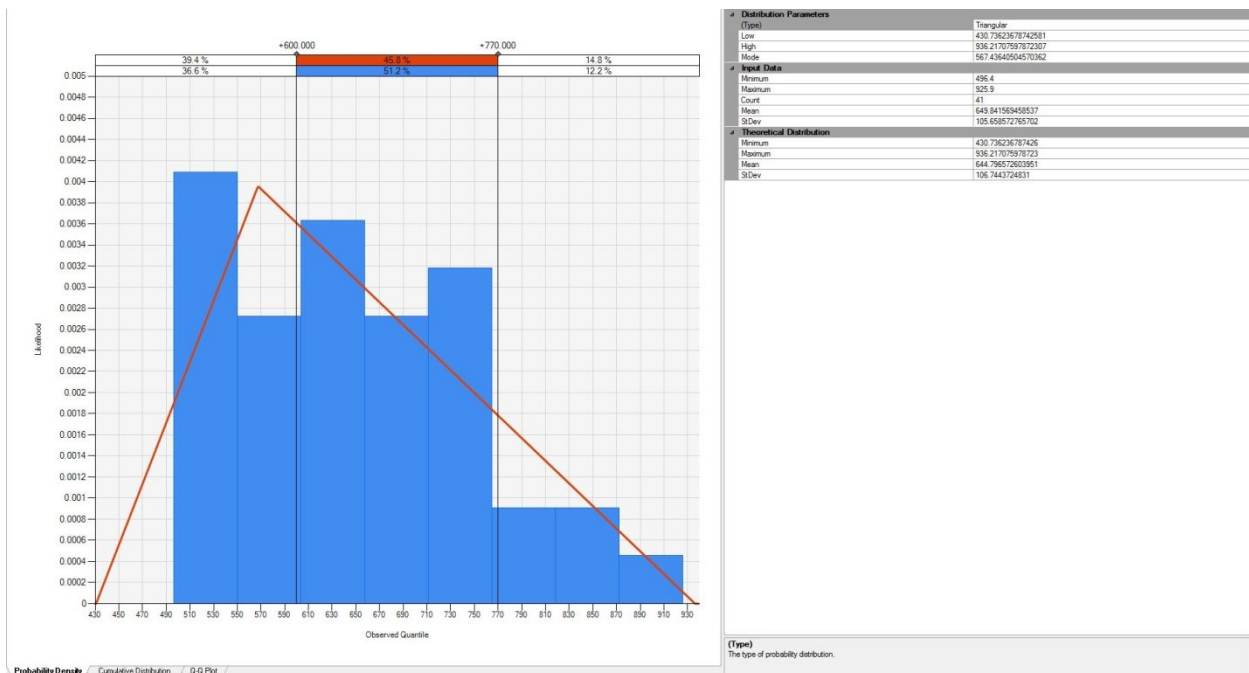 +600.000 +770.000
39.4 % 45.8 % 14.8 %
36.6 % 51.2 % 12.2 %
0.005
0.0048
0.0046
0.0044
0.0042
0.004
0.0038
0.0036
0.0034
0.0032
0.003
0.0028
0.0026
0.0024
0.0022
0.002
0.0018
0.0016
0.0014
0.0012
0.001
0.0008
0.0006
0.0004
0.0002
0
Likelihood
430 450 470 490 510 530 550 570 590 610 630 650 670 690 710 730 750 770 790 810 830 850 870 890 910 930
Observed Quantile
Probability Density Cumulative Distribution Q-Q Plot
Distribution Parameters
(Type) Triangular
Low 430.73623678742581
High 936.21707597872307
Mode 567.43640504570362
Input Data
Minimum 496.4
Maximum 925.9
Count 41
Mean 649.841569458537
StDev 105.658572765702
Theoretical Distribution
Minimum 430.736236787426
Maximum 936.217075978723
Mean 644.796572603951
StDev 106.7443724831
(Type)
The type of probability distribution.